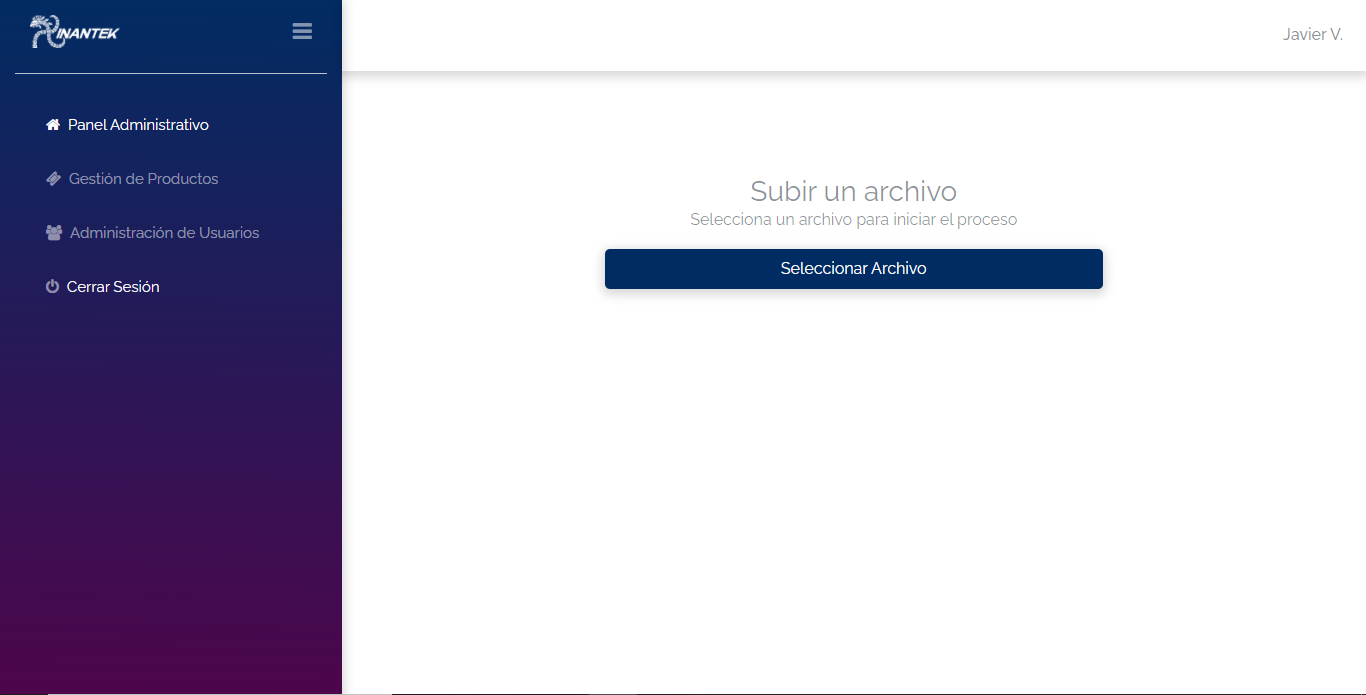 INANTEK
Javier V.
Panel Administrativo
Gestión de Productos
Administración de Usuarios
Cerrar Sesión
Subir un archivo
Selecciona un archivo para iniciar el proceso
Seleccionar Archivo